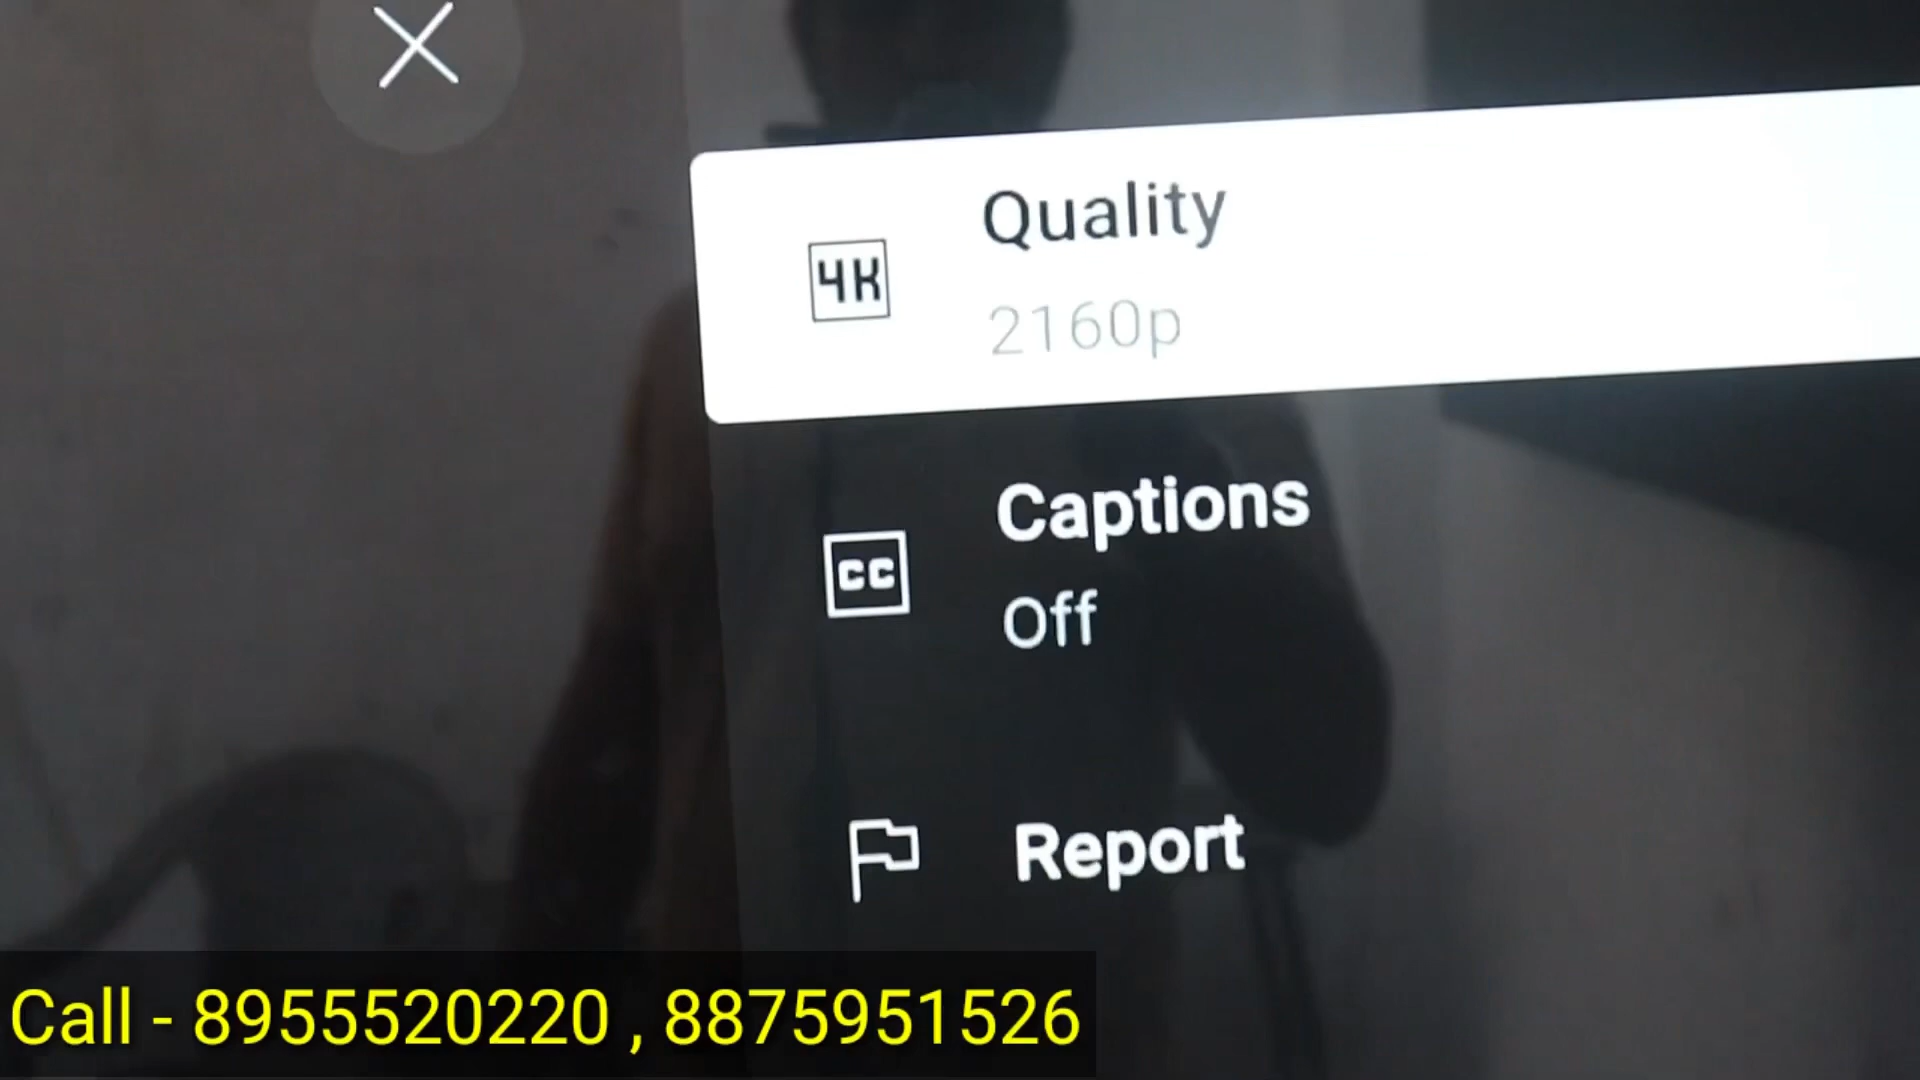 Quality
4K
2160p
Captions
CC
Off
Report
Call - 8955520220 , 8875951526